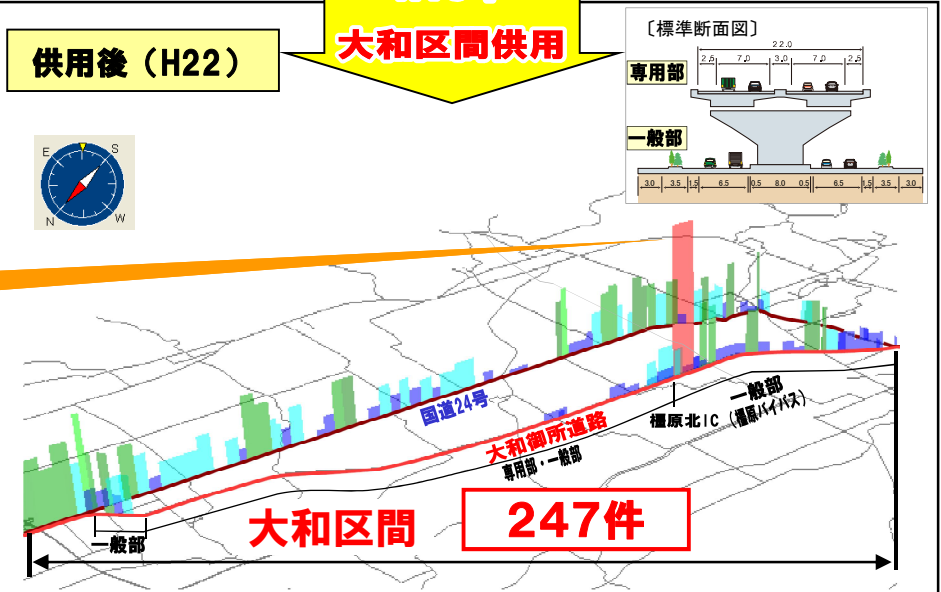 大和区間供用
供用後（H22）
〔標準断面図〕
22.0
2.5 7.0 3.0 7.0 2.5
専用部
一般部
3.0 3.5 1.5 6.5 0.5 8.0 0.5 6.5 1.5 3.5 3.0
E S
N W
国道24号
大和御所道路
専用部・一般部
橿原北IC
一般部
（橿原バイパス）
一般部
大和区間
247件